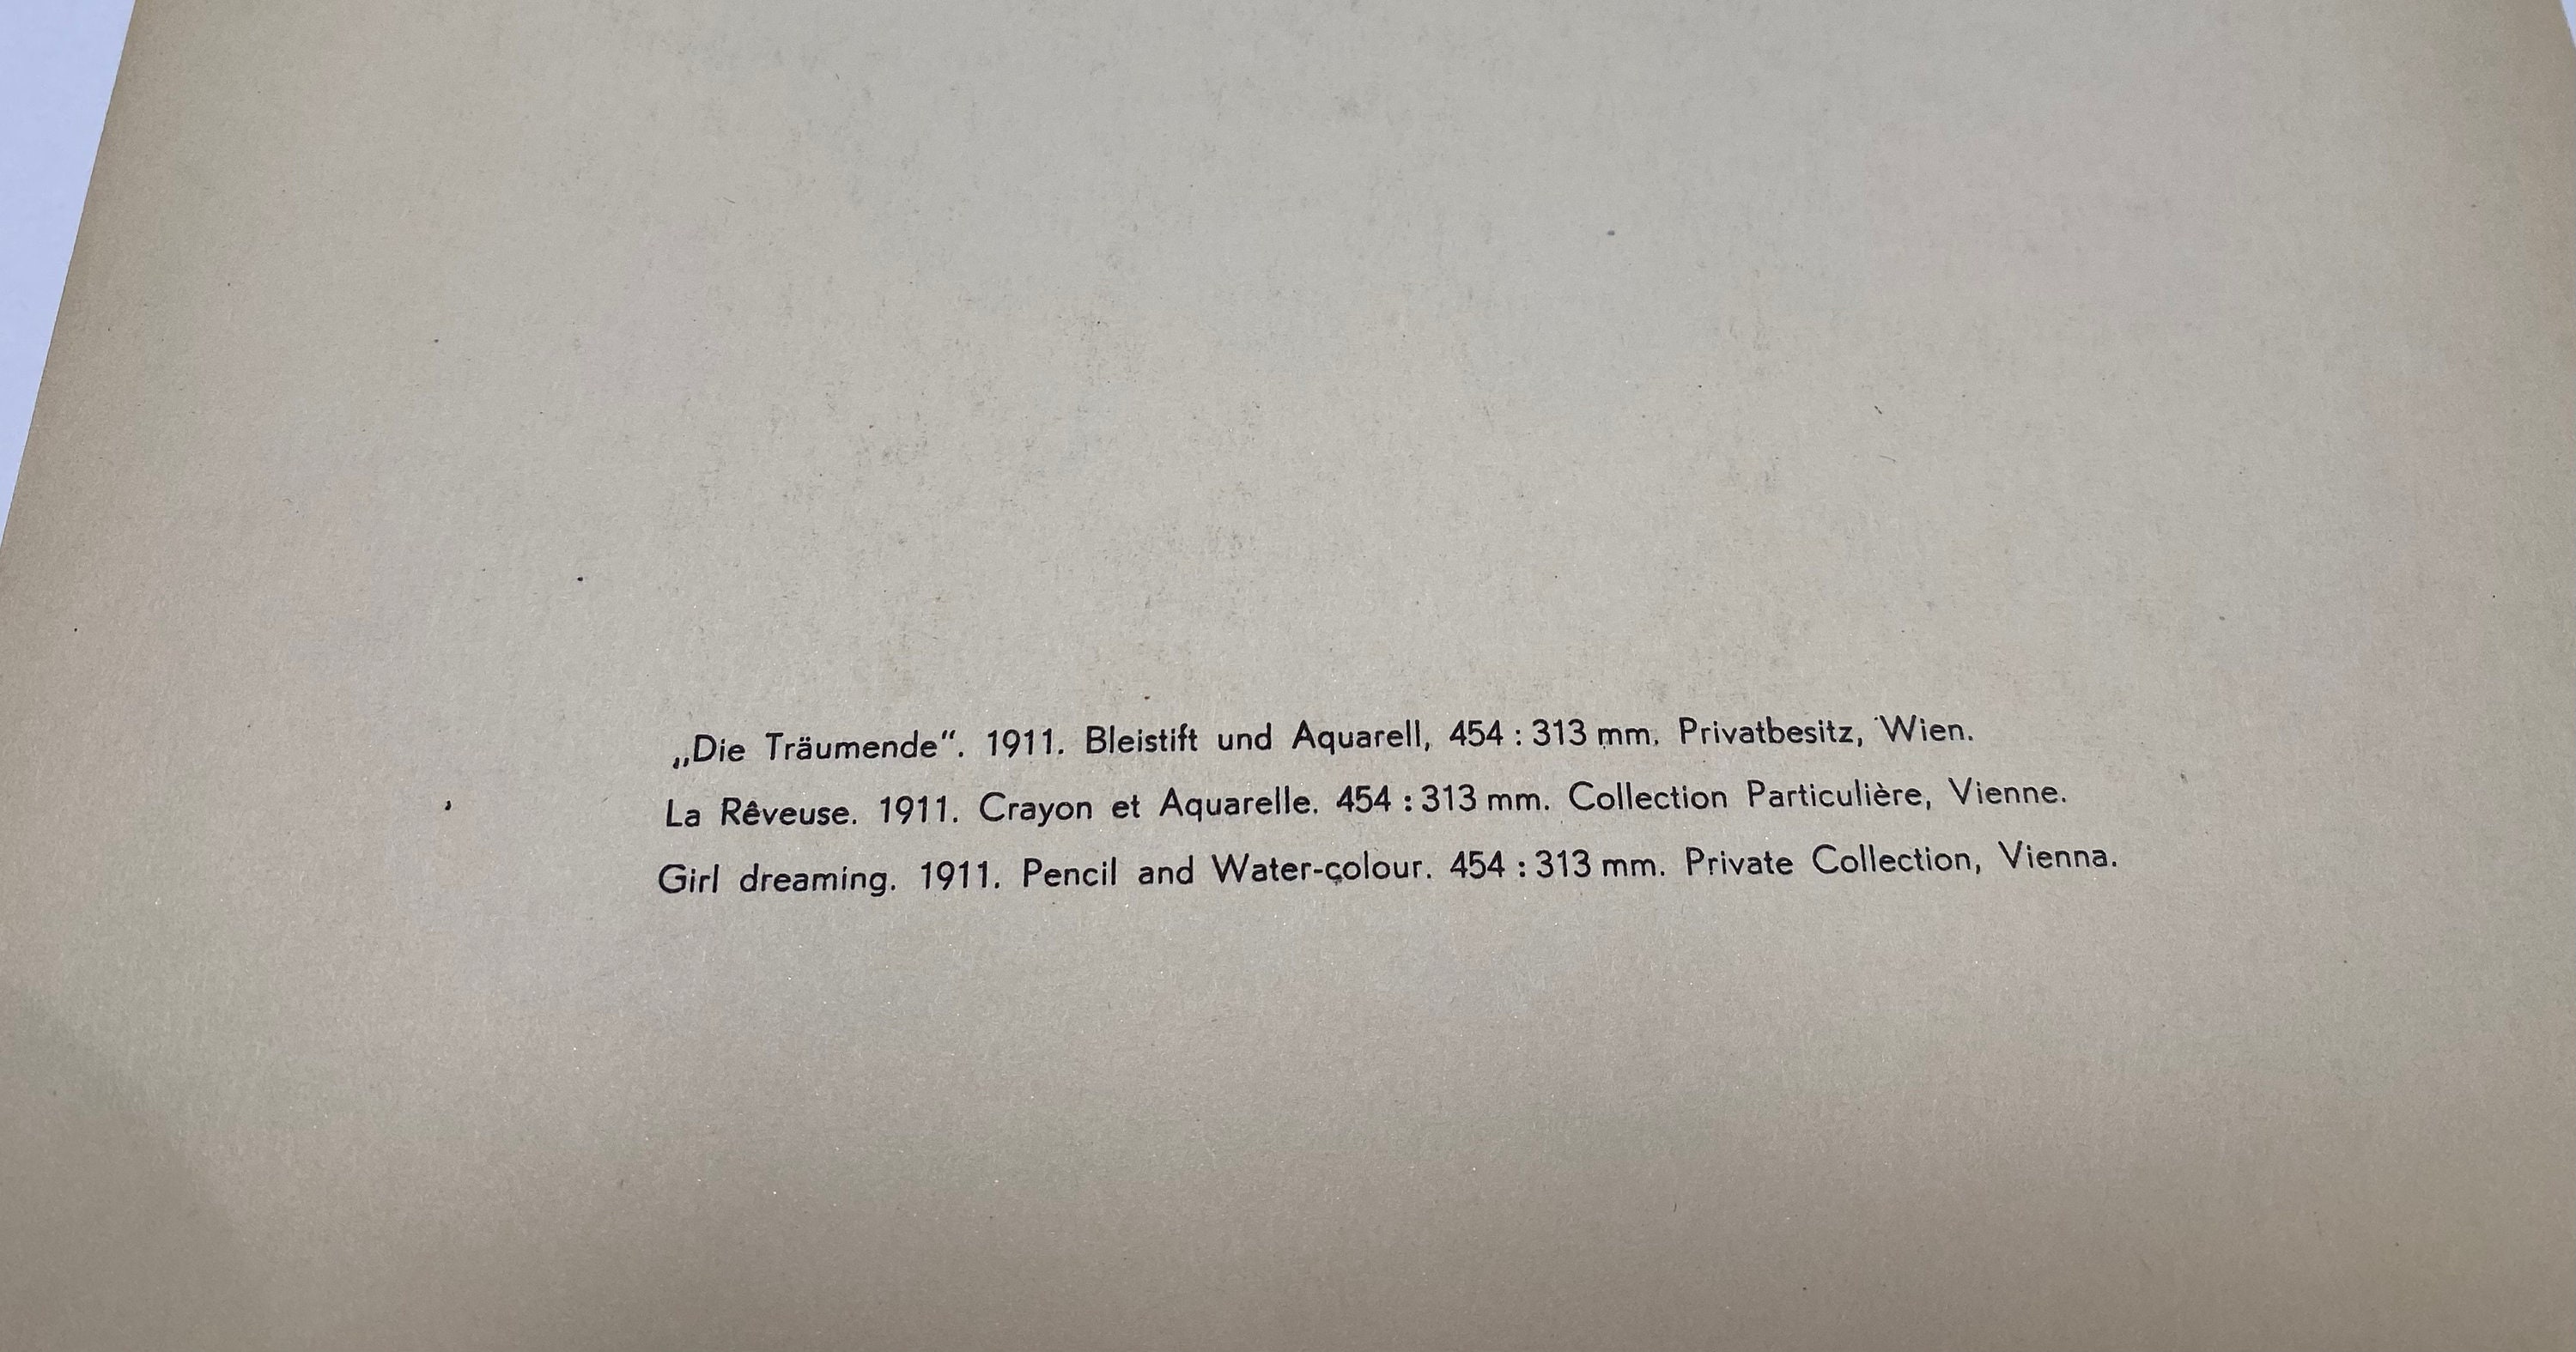 „Die Träumende“. 1911. Bleistift und Aquarell, 454 : 313 mm. Privatbesitz, Wien.
La Rêveuse. 1911. Crayon et Aquarelle. 454 : 313 mm. Collection Particulière, Vienne.
Girl dreaming. 1911. Pencil and Water-colour. 454 : 313 mm. Private Collection, Vienna.